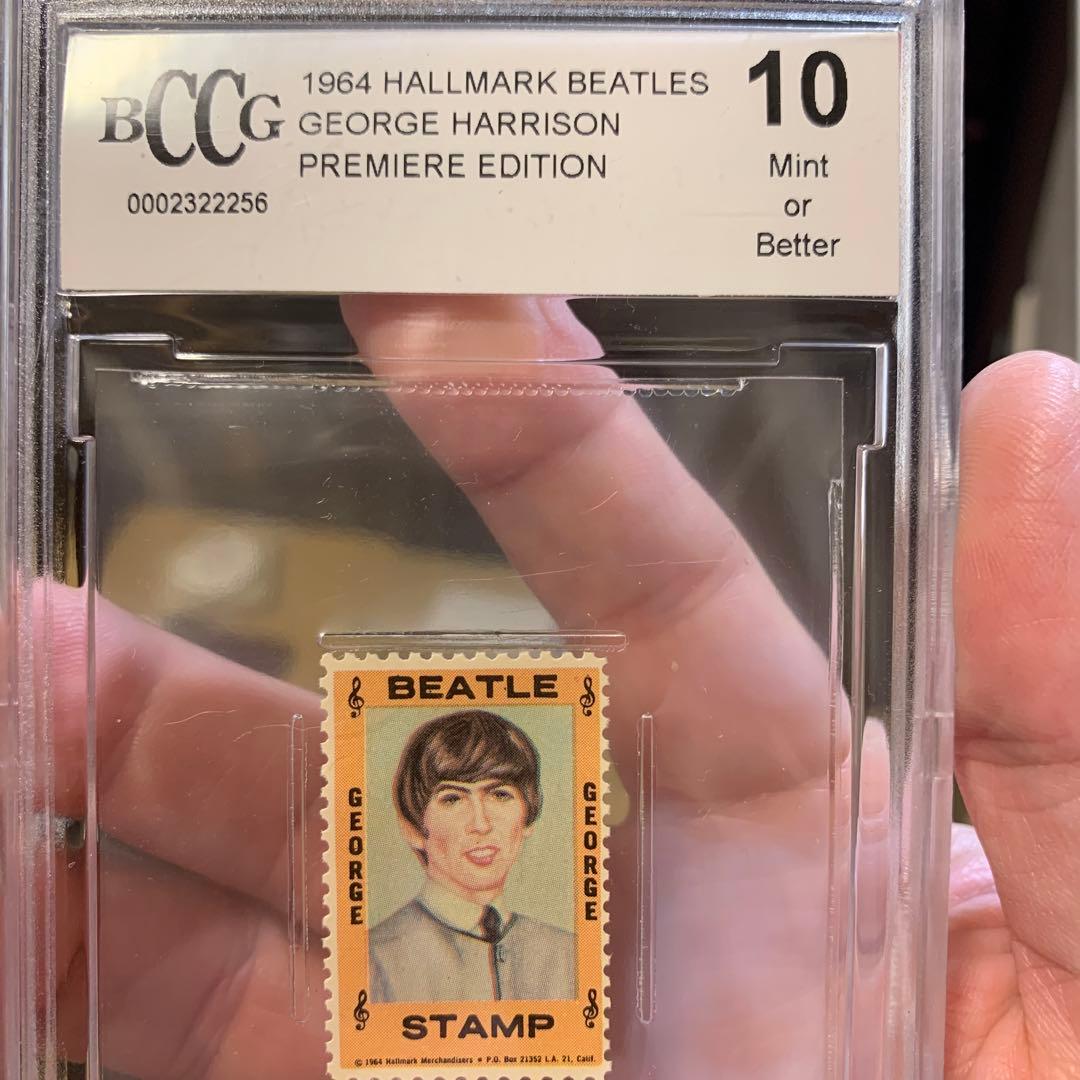 BCCG
1964 HALLMARK BEATLES
GEORGE HARRISON
PREMIERE EDITION
0002322256
10
Mint
or
Better
BEATLE
GEORGE
GEORGE
STAMP
© 1964 Hallmark Merchandisers • P.O. Box 21352 L.A. 21, Calif.